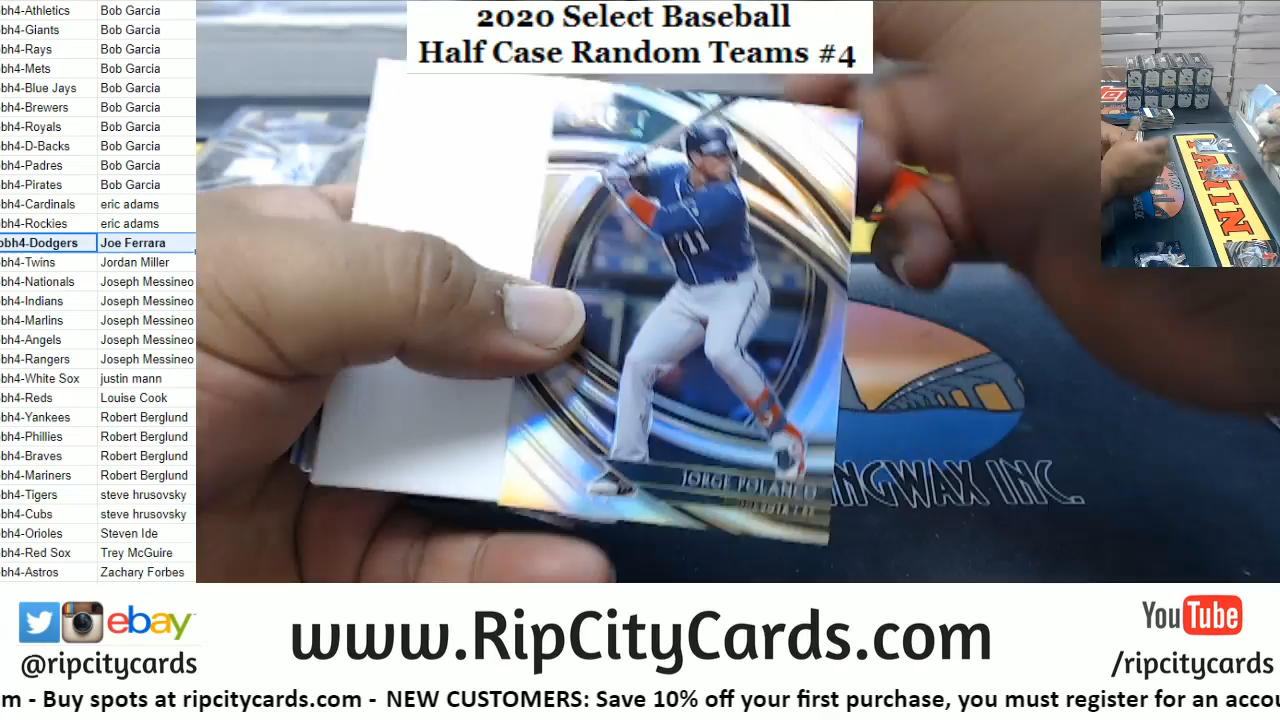 2020 Select Baseball
Half Case Random Teams #4
bh4-Athletics Bob Garcia
bh4-Giants Bob Garcia
bh4-Rays Bob Garcia
bh4-Mets Bob Garcia
bh4-Blue Jays Bob Garcia
bh4-Brewers Bob Garcia
bh4-Royals Bob Garcia
bh4-D-Backs Bob Garcia
bh4-Padres Bob Garcia
bh4-Pirates Bob Garcia
bh4-Cardinals eric adams
bh4-Rockies eric adams
bh4-Dodgers Joe Ferrara
bh4-Twins Jordan Miller
bh4-Nationals Joseph Messineo
bh4-Indians Joseph Messineo
bh4-Marlins Joseph Messineo
bh4-Angels Joseph Messineo
bh4-Rangers Joseph Messineo
bh4-White Sox justin mann
bh4-Reds Louise Cook
bh4-Yankees Robert Berglund
bh4-Phillies Robert Berglund
bh4-Braves Robert Berglund
bh4-Mariners Robert Berglund
bh4-Tigers steve hrusovsky
bh4-Cubs steve hrusovsky
bh4-Orioles Steven Ide
bh4-Red Sox Trey McGuire
bh4-Astros Zachary Forbes
11
JORGE POLANCO
INGWAX INC.
ebay
@ripcitycards
www.RipCityCards.com
YouTube
/ripcitycards
m - Buy spots at ripcitycards.com - NEW CUSTOMERS: Save 10% off your first purchase, you must register for an accou